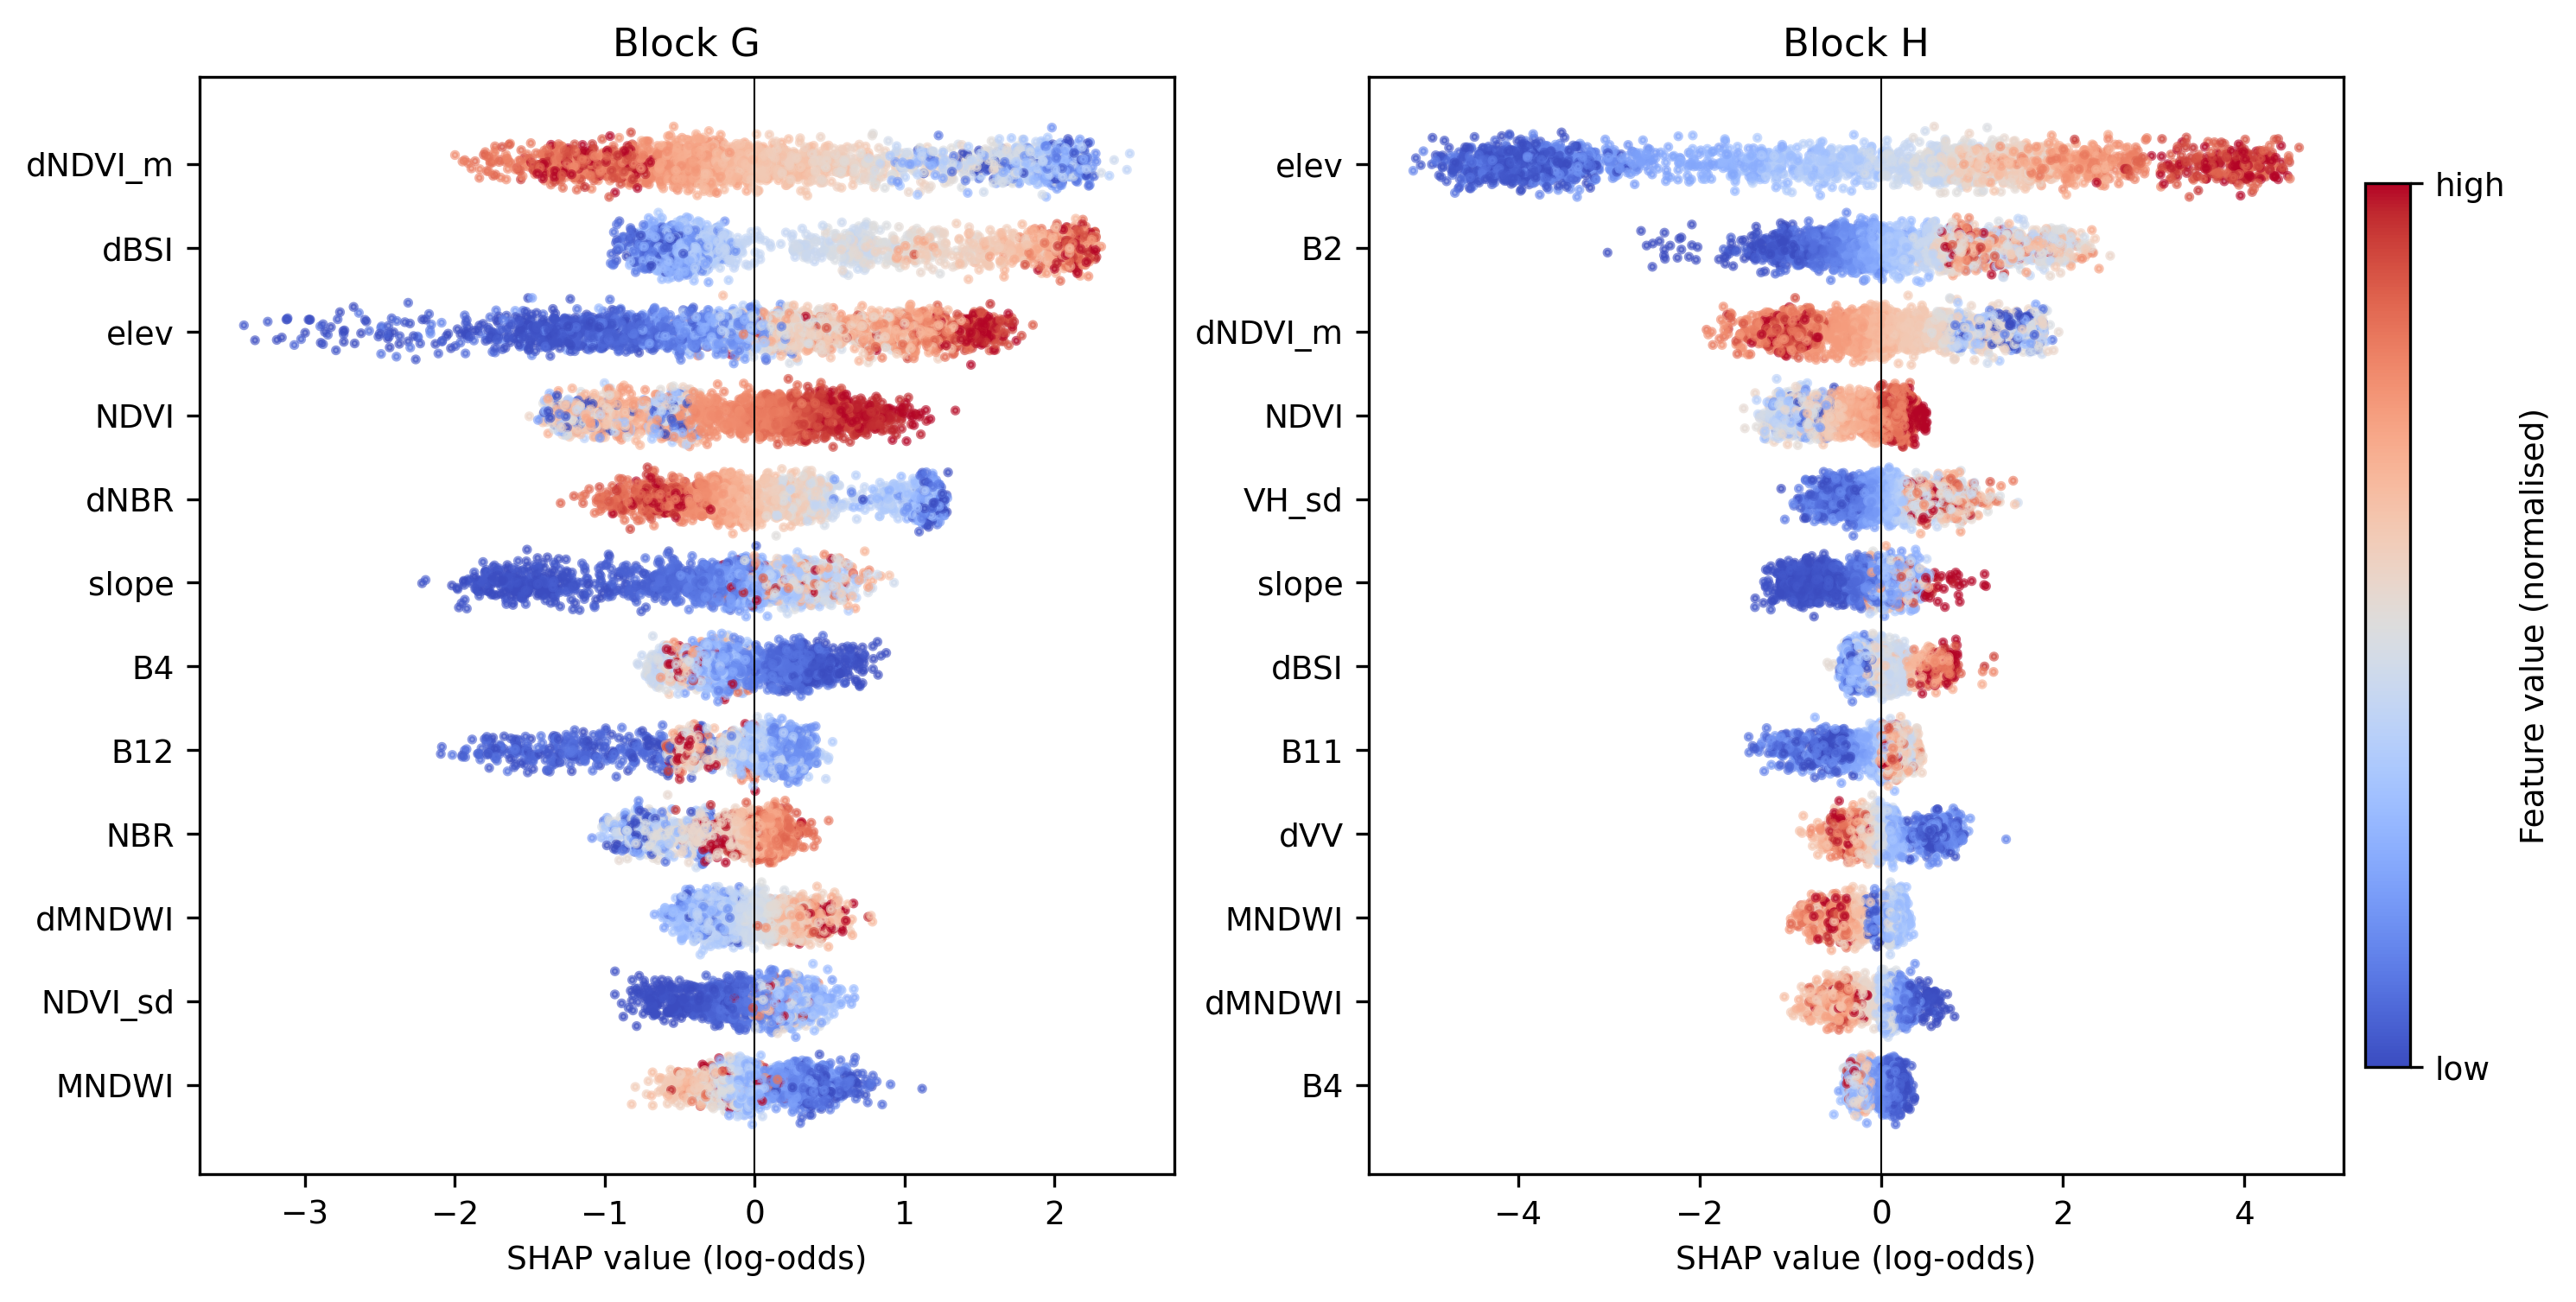 Block G
dNDVI_m
dBSI
elev
NDVI
dNBR
slope
B4
B12
NBR
dMNDWI
NDVI_sd
MNDWI
−3 −2 −1 0 1 2
SHAP value (log-odds)
Block H
elev
B2
dNDVI_m
NDVI
VH_sd
slope
dBSI
B11
dVV
MNDWI
dMNDWI
B4
−4 −2 0 2 4
SHAP value (log-odds)
high
low
Feature value (normalised)